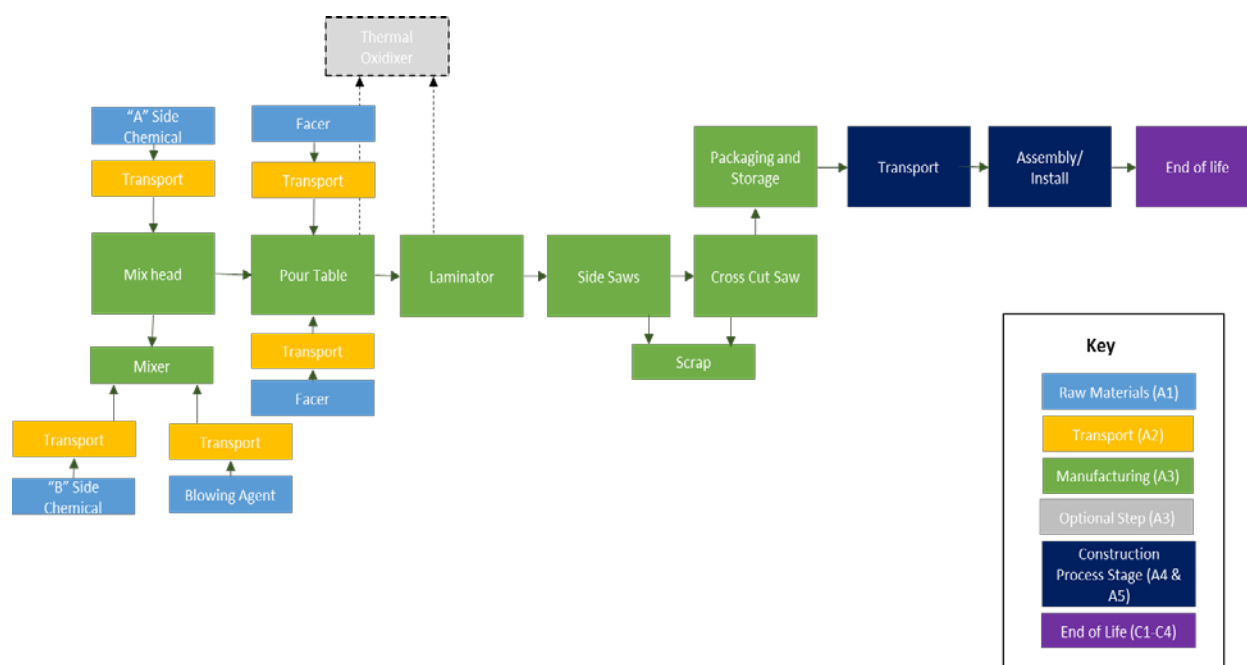 Thermal
Oxidixer
"A" Side
Chemical
Facer
Transport
Transport
Packaging and
Storage
Transport
Assembly/
Install
End of life
Mix head
Pour Table
Laminator
Side Saws
Cross Cut Saw
Transport
Mixer
Scrap
Facer
Transport
Transport
"B" Side
Chemical
Blowing Agent
Key
Raw Materials (A1)
Transport (A2)
Manufacturing (A3)
Optional Step (A3)
Construction
Process Stage (A4 &
A5)
End of Life (C1-C4)